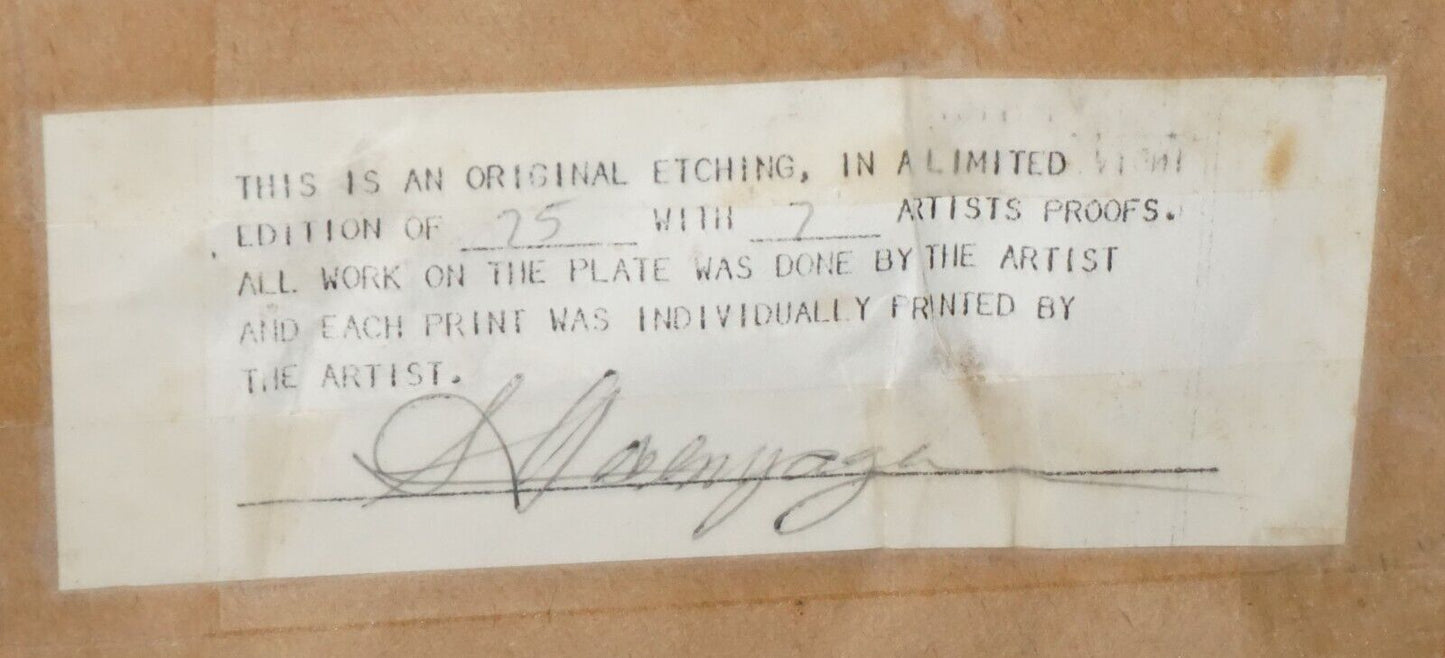 THIS IS AN ORIGINAL ETCHING, IN A LIMITED
EDITION OF 75 WITH 7 ARTISTS PROOFS.
ALL WORK ON THE PLATE WAS DONE BY THE ARTIST
AND EACH PRINT WAS INDIVIDUALLY PRINTED BY
THE ARTIST.